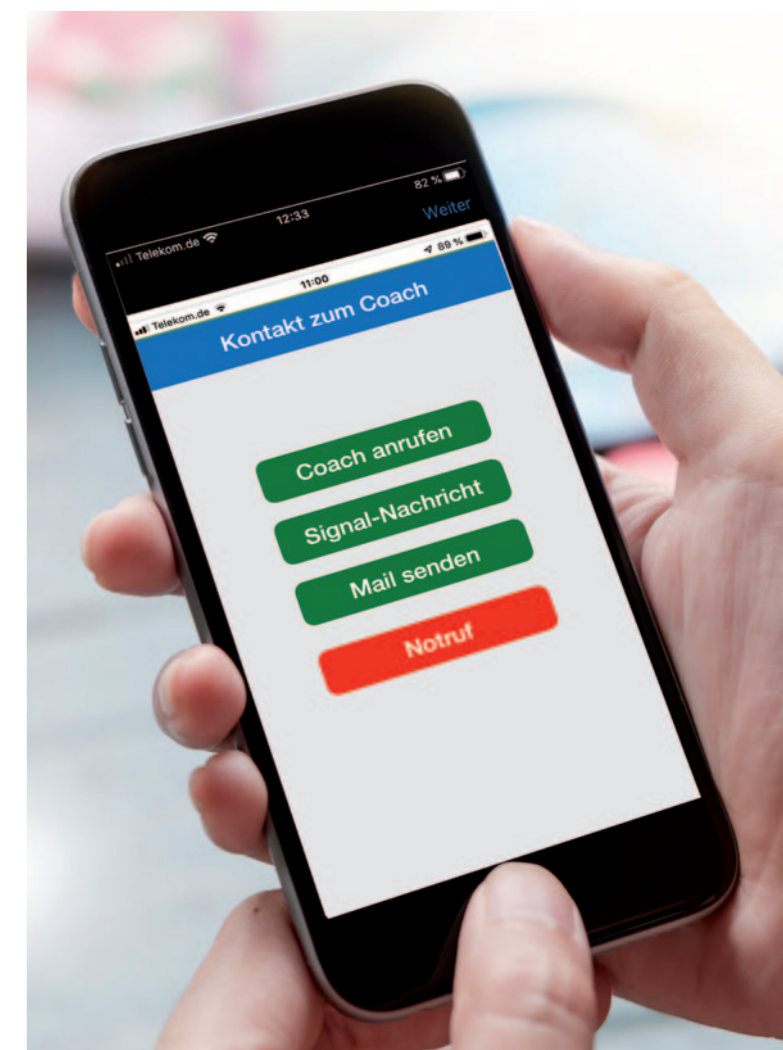 Telekom.de 12:33 82 %
Weiter
Telekom.de 11:00 89 %
Kontakt zum Coach
Coach anrufen
Signal-Nachricht
Mail senden
Notruf